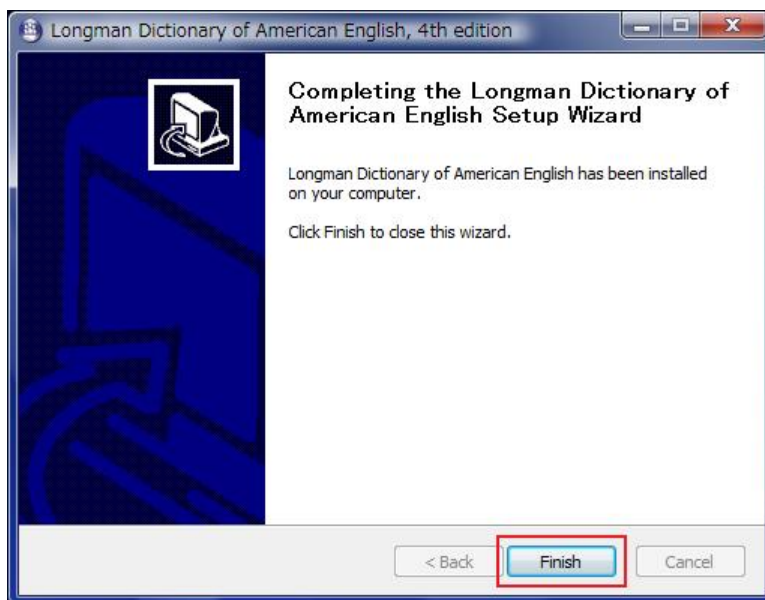 Longman Dictionary of American English, 4th edition
Completing the Longman Dictionary of
American English Setup Wizard
Longman Dictionary of American English has been installed
on your computer.
Click Finish to close this wizard.
< Back
Finish
Cancel